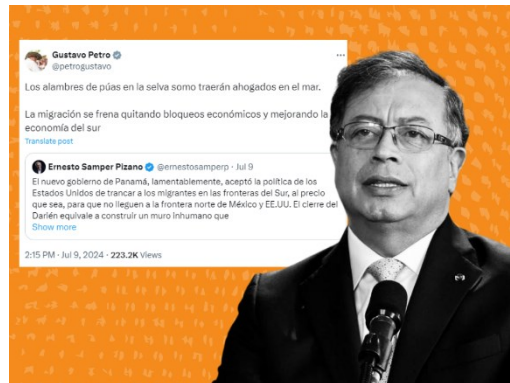 Gustavo Petro
@petrogustavo
Los alambres de púas en la selva somo traerán ahogados en el mar.
La migración se frena quitando bloqueos económicos y mejorando la
economía del sur
Translate post
Ernesto Samper Pizano @ernestosamperp · Jul 9
El nuevo gobierno de Panamá, lamentablemente, aceptó la política de los
Estados Unidos de trancar a los migrantes en las fronteras del Sur, al precio
que sea, para que no lleguen a la frontera norte de México y EE.UU. El cierre del
Darién equivale a construir un muro inhumano que
Show more
2:15 PM · Jul 9, 2024 · 223.2K Views